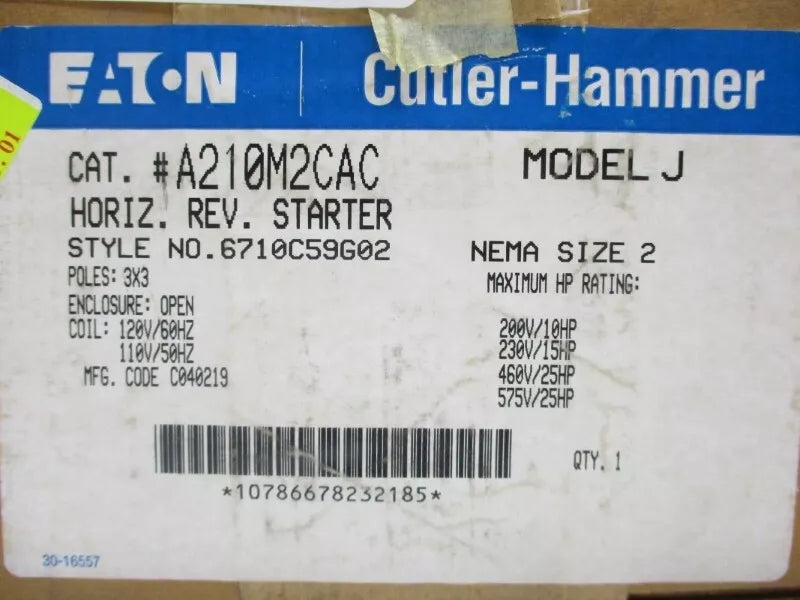 EATON | Cutler-Hammer
.01
CAT. #A210M2CAC MODEL J
HORIZ. REV. STARTER
STYLE NO.6710C59G02 NEMA SIZE 2
POLES: 3X3 MAXIMUM HP RATING:
ENCLOSURE: OPEN
COIL: 120V/60HZ 200V/10HP
110V/50HZ 230V/15HP
MFG. CODE C040219 460V/25HP
575V/25HP
QTY. 1
*10786678232185*
30-16557